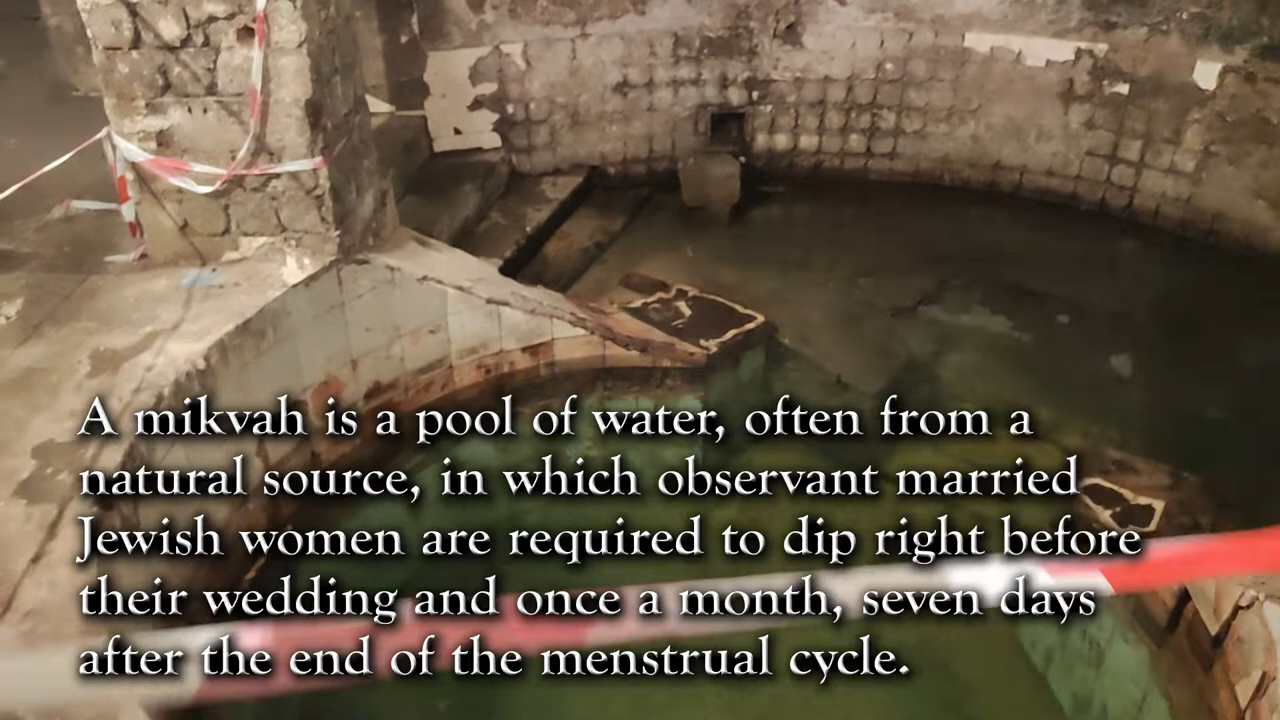 A mikvah is a pool of water, often from a
natural source, in which observant married
Jewish women are required to dip right before
their wedding and once a month, seven days
after the end of the menstrual cycle.